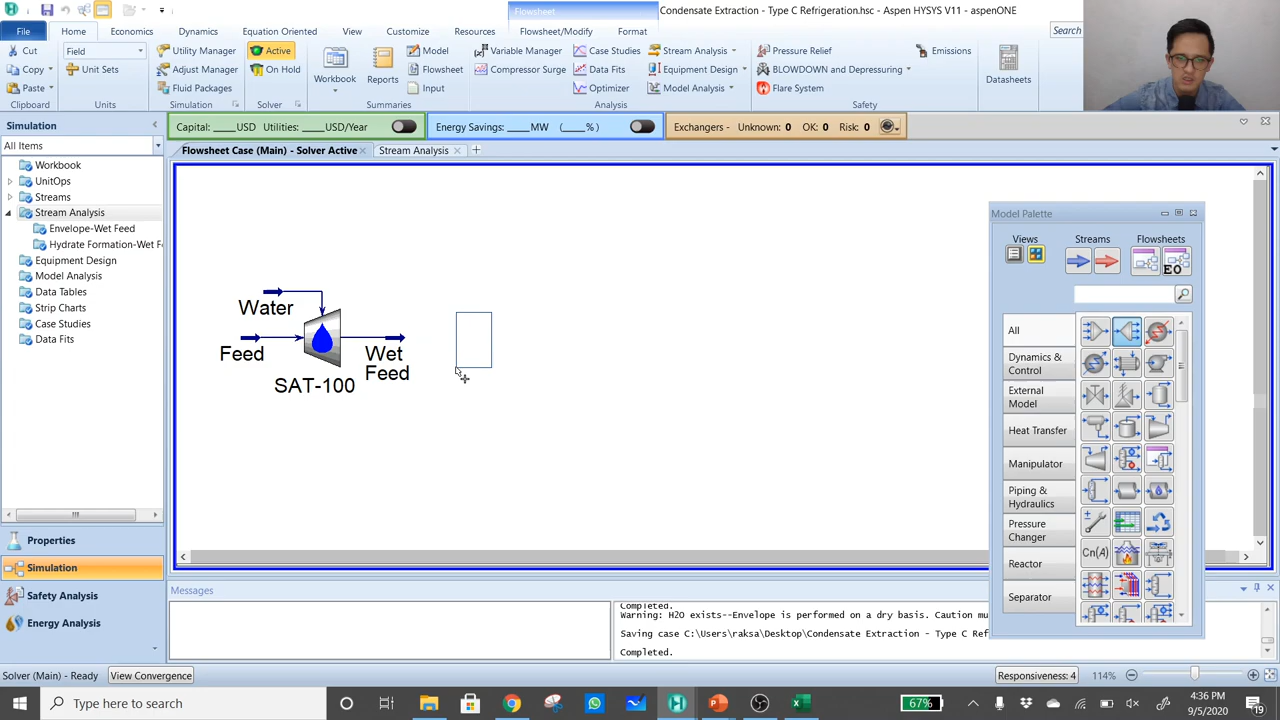 Flowsheet
Condensate Extraction - Type C Refrigeration.hsc - Aspen HYSYS V11 - aspenONE
File
Home
Economics
Dynamics
Equation Oriented
View
Customize
Resources
Flowsheet/Modify
Format
Search
Cut
Copy
Paste
Clipboard
Field
Unit Sets
Units
Utility Manager
Adjust Manager
Fluid Packages
Simulation
Active
On Hold
Solver
Workbook
Reports
Model
Flowsheet
Input
Summaries
Variable Manager
Compressor Surge
Case Studies
Data Fits
Optimizer
Stream Analysis
Equipment Design
Model Analysis
Analysis
Pressure Relief
BLOWDOWN and Depressuring
Flare System
Safety
Emissions
Datasheets
Simulation
Capital: ____USD Utilities: ____USD/Year
Energy Savings: ____MW (____%)
Exchangers - Unknown: 0 OK: 0 Risk: 0
All Items
Flowsheet Case (Main) - Solver Active
Stream Analysis
Workbook
UnitOps
Streams
Stream Analysis
Envelope-Wet Feed
Hydrate Formation-Wet F
Equipment Design
Model Analysis
Data Tables
Strip Charts
Case Studies
Data Fits
Properties
Simulation
Safety Analysis
Energy Analysis
Water
Feed
Wet
Feed
SAT-100
Model Palette
Views
Streams
Flowsheets
EO
All
Dynamics &
Control
External
Model
Heat Transfer
Manipulator
Piping &
Hydraulics
Pressure
Changer
Reactor
Separator
Cn(A)
Messages
Completed.
Warning: H2O exists--Envelope is performed on a dry basis. Caution mu
Saving case C:\Users\raksa\Desktop\Condensate Extraction - Type C Refi
Completed.
Solver (Main) - Ready
View Convergence
Responsiveness: 4
114%
Type here to search
67%
4:36 PM
9/5/2020
19